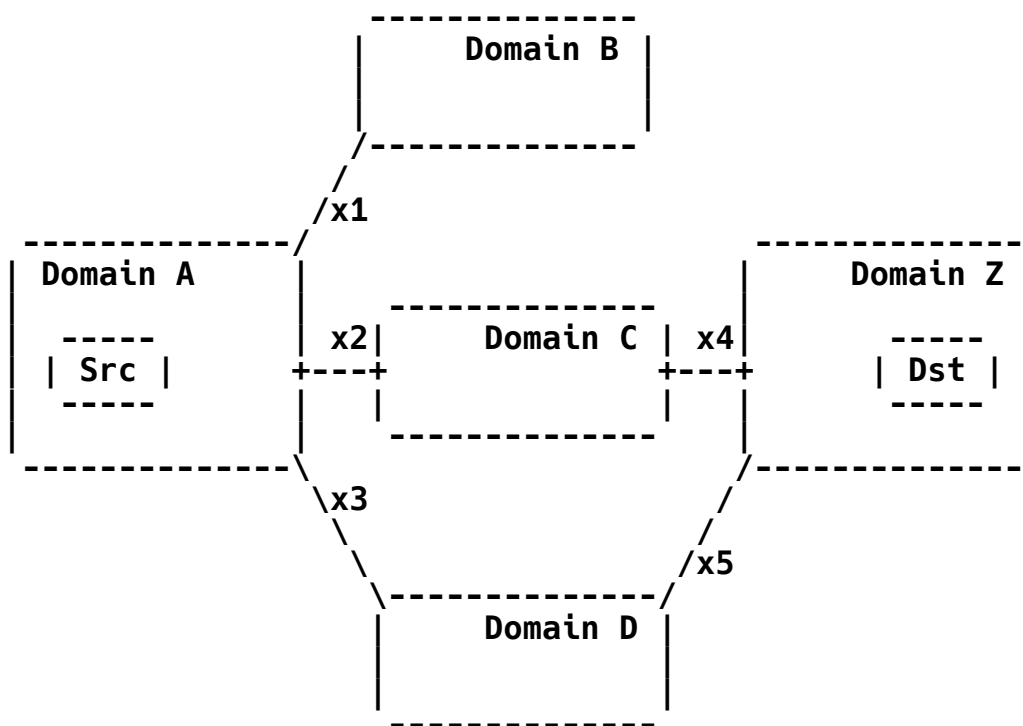 Domain B
x1
Domain A Domain Z
x2 Domain C x4
Src Dst
x3
x5
Domain D